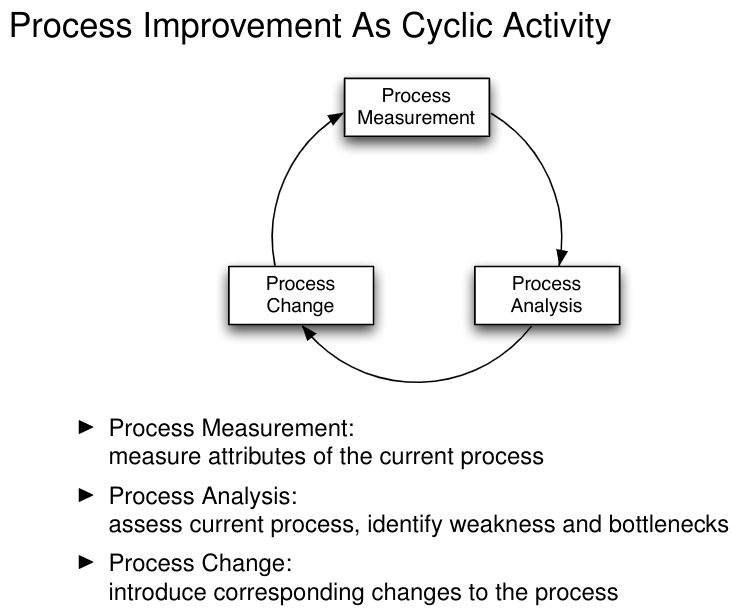 Process Improvement As Cyclic Activity
Process
Measurement
Process
Change
Process
Analysis
► Process Measurement:
measure attributes of the current process
► Process Analysis:
assess current process, identify weakness and bottlenecks
► Process Change:
introduce corresponding changes to the process